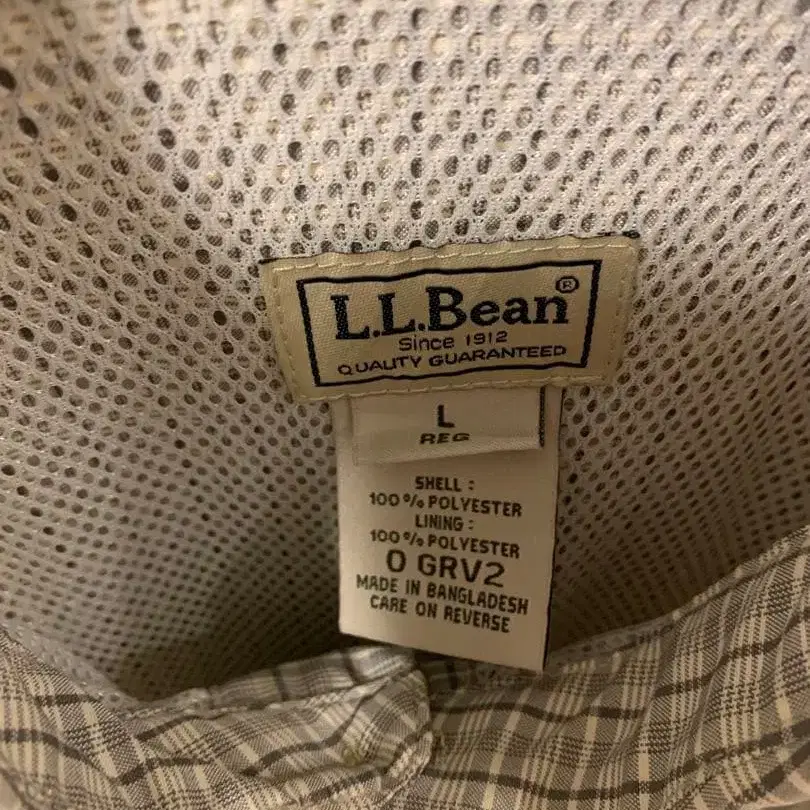 L.L.Bean®
Since 1912
QUALITY GUARANTEED
L
REG
SHELL :
100% POLYESTER
LINING :
100% POLYESTER
0 GRV2
MADE IN BANGLADESH
CARE ON REVERSE